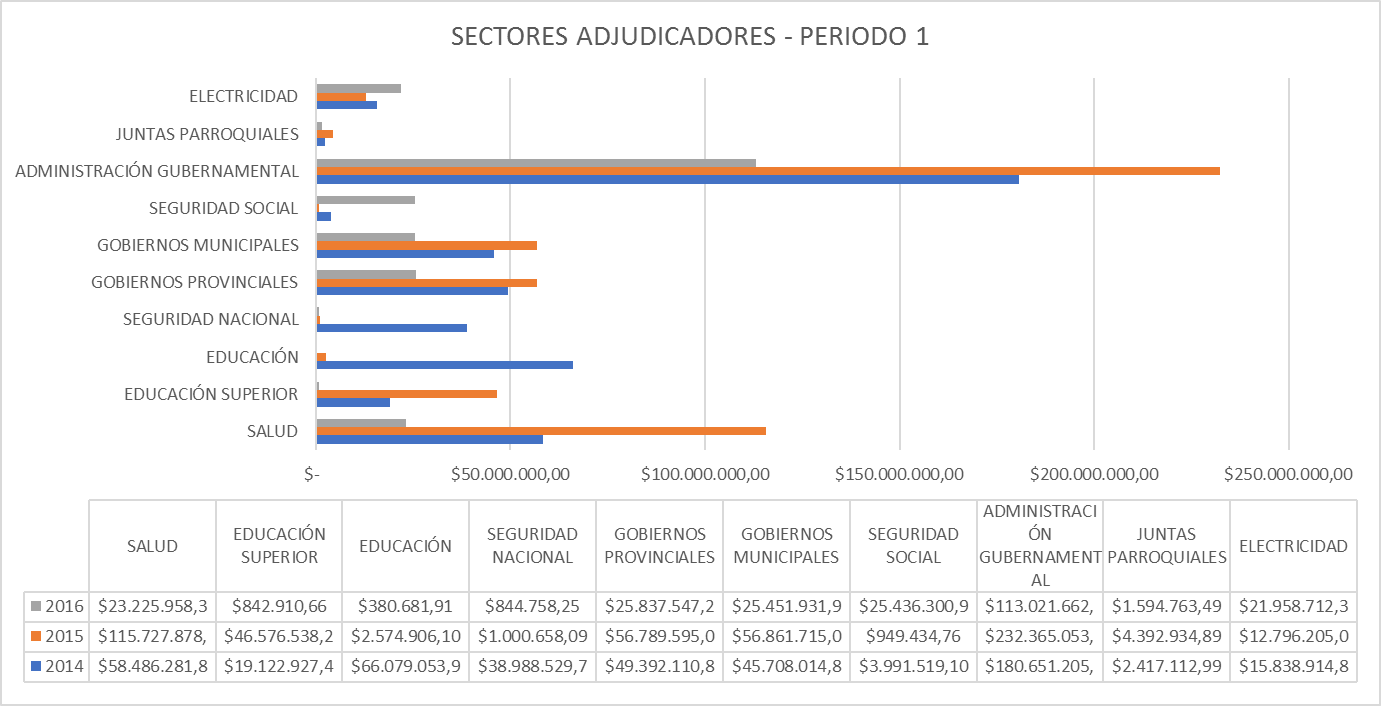 SECTORES ADJUDICADORES - PERIODO 1
ELECTRICIDAD
JUNTAS PARROQUIALES
ADMINISTRACIÓN GUBERNAMENTAL
SEGURIDAD SOCIAL
GOBIERNOS MUNICIPALES
GOBIERNOS PROVINCIALES
SEGURIDAD NACIONAL
EDUCACIÓN
EDUCACIÓN SUPERIOR
SALUD
$- $50.000.000,00 $100.000.000,00 $150.000.000,00 $200.000.000,00 $250.000.000,00
SALUD
EDUCACIÓN
SUPERIOR
EDUCACIÓN
SEGURIDAD
NACIONAL
GOBIERNOS
PROVINCIALES
GOBIERNOS
MUNICIPALES
SEGURIDAD
SOCIAL
ADMINISTRACI
ÓN
GUBERNAMENT
AL
JUNTAS
PARROQUIALES
ELECTRICIDAD
2016 $23.225.958,3 $842.910,66 $380.681,91 $844.758,25 $25.837.547,2 $25.451.931,9 $25.436.300,9 $113.021.662, $1.594.763,49 $21.958.712,3
2015 $115.727.878, $46.576.538,2 $2.574.906,10 $1.000.658,09 $56.789.595,0 $56.861.715,0 $949.434,76 $232.365.053, $4.392.934,89 $12.796.205,0
2014 $58.486.281,8 $19.122.927,4 $66.079.053,9 $38.988.529,7 $49.392.110,8 $45.708.014,8 $3.991.519,10 $180.651.205, $2.417.112,99 $15.838.914,8